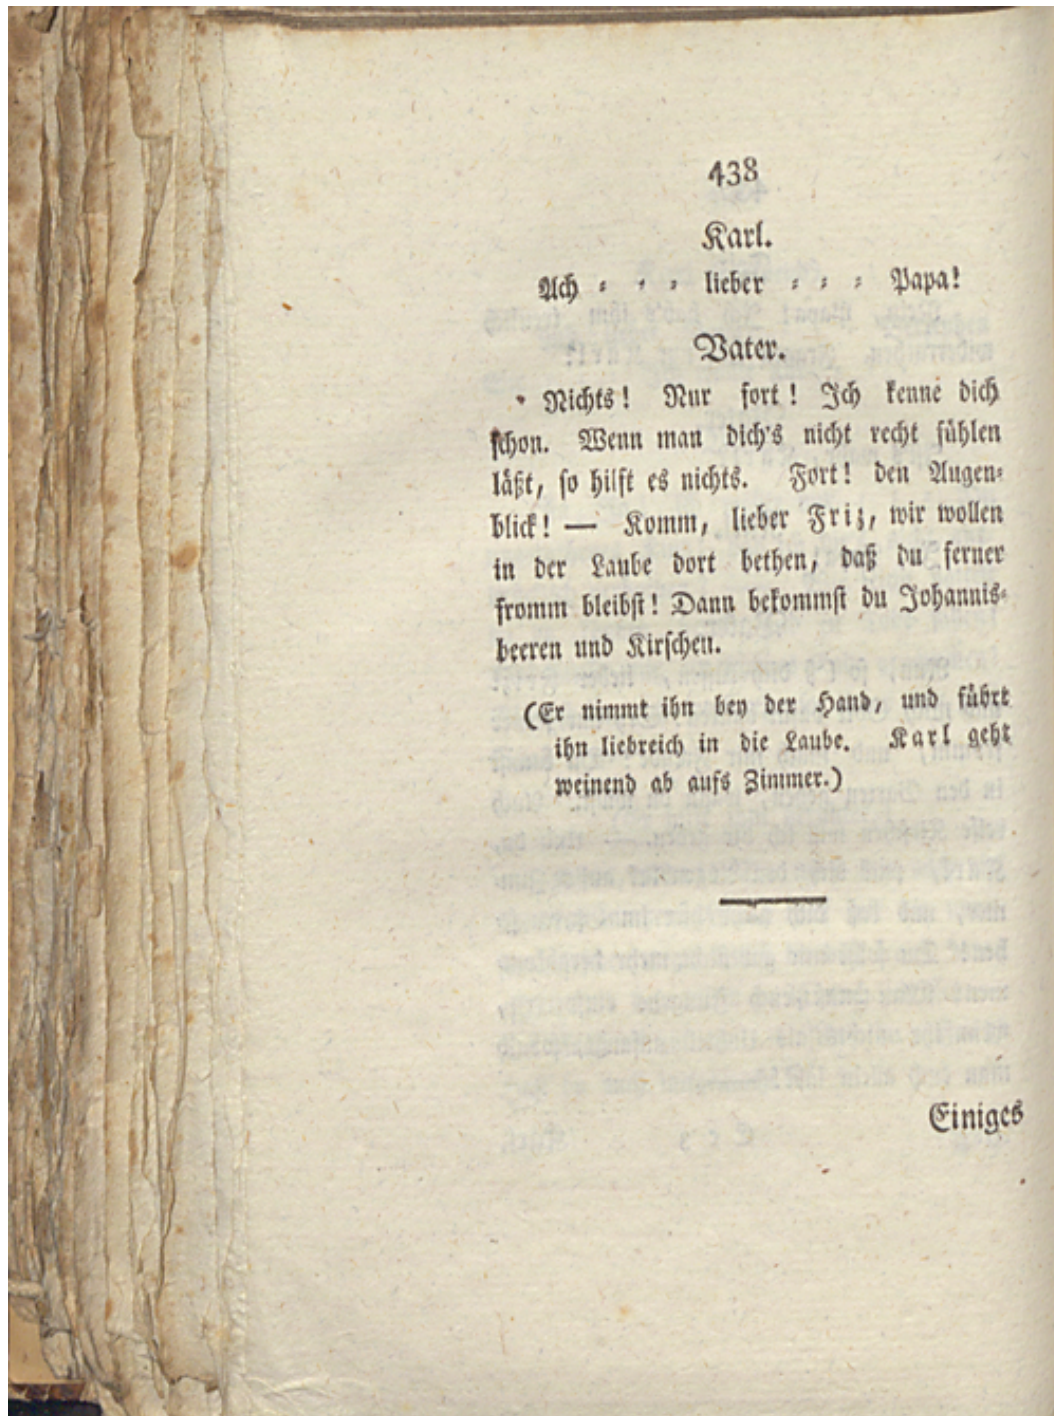 438
Karl.
Ach = = = lieber = = = Papa!
Vater.
Nichts! Nur fort! Ich kenne dich
schon. Wenn man dich's nicht recht fühlen
läßt, so hilft es nichts. Fort! den Augen=
blick! — Komm, lieber Friz, wir wollen
in der Laube dort bethen, daß du ferner
fromm bleibst! Dann bekommst du Johannis=
beeren und Kirschen.
(Er nimmt ihn bey der Hand, und führt
ihn liebreich in die Laube. Karl geht
weinend ab aufs Zimmer.)
Einiges